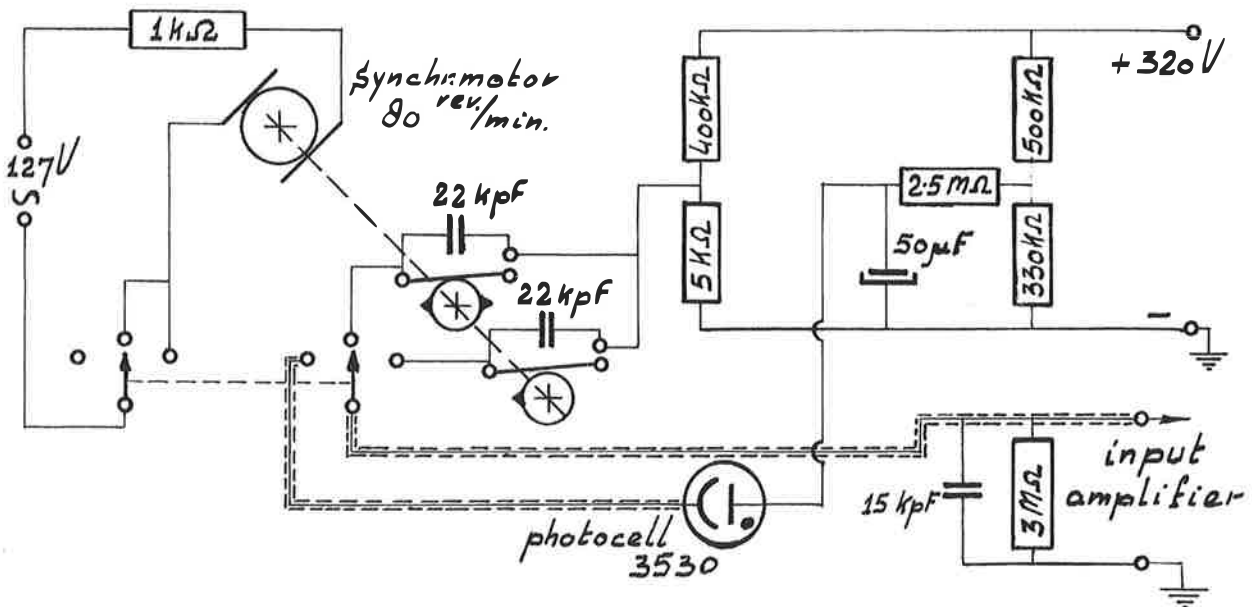 1KΩ
Synchr.motor
80 rev./min.
127V
22 kpF
22 kpF
400KΩ
500KΩ
+320V
2.5MΩ
5KΩ
50µF
330KΩ
-
input
amplifier
15 kpF
3MΩ
photocell
3530